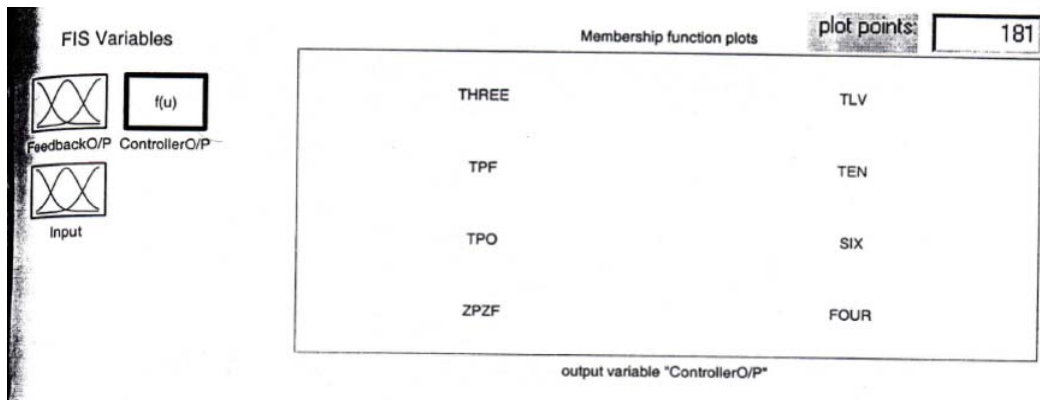 FIS Variables
Membership function plots
plot points:
181
f(u)
FeedbackO/P
ControllerO/P
Input
THREE
TLV
TPF
TEN
TPO
SIX
ZPZF
FOUR
output variable "ControllerO/P"